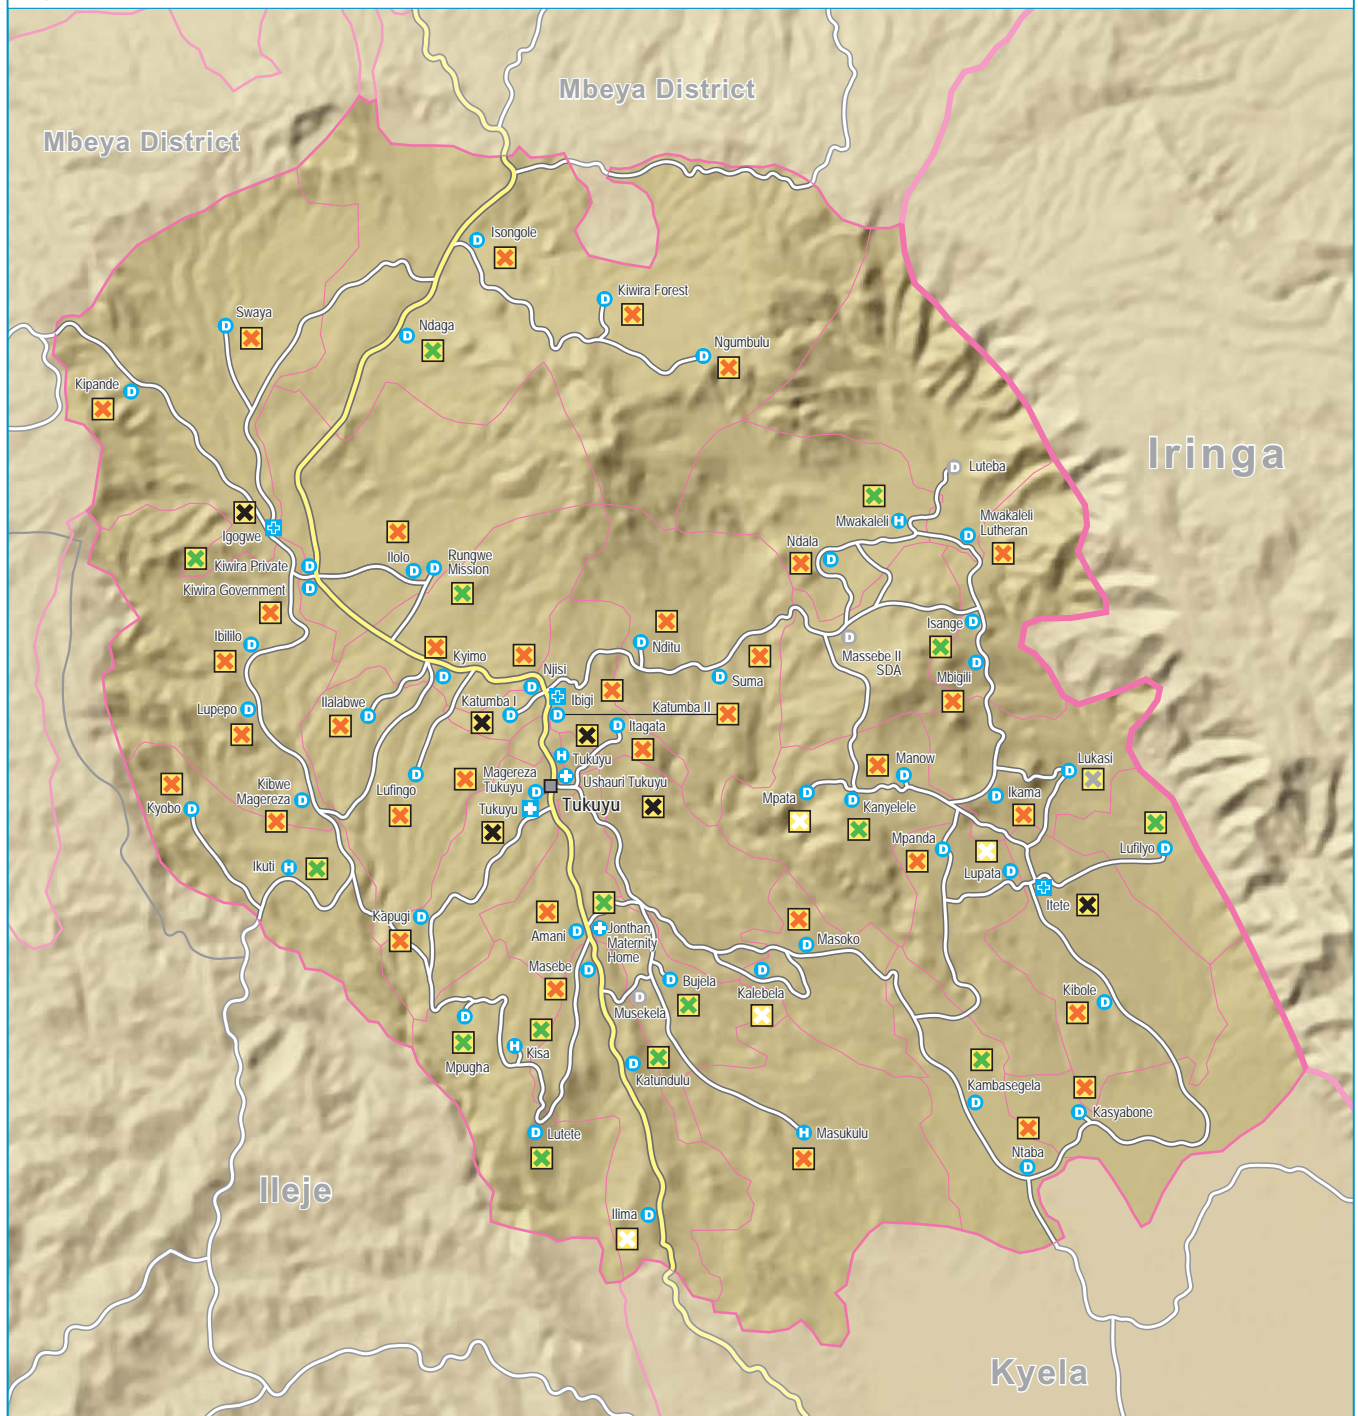 Mbeya District
Mbeya District
Isongole
D
Kiwira Forest
D
Swaya
D
Ndaga
D
Ngumbulu
D
Kipande
D
Iringa
Luteba
D
Mwakaleli
H
Mwakaleli
Lutheran
D
Igogwe
Ilolo
D
Rungwe
Mission
D
Ndala
D
Kiwira Private
D
Kiwira Government
D
Isange
D
Ibililo
D
Kyimo
D
Nditu
D
Massebe II
SDA
D
Mbigili
D
Njisi
D
Suma
D
Ilalabwe
D
Katumba I
D
Ibigi
Katumba II
D
Lupepo
D
Itagata
D
Tukuyu
H
Manow
D
Lukasi
D
Lufingo
D
Magereza
Tukuyu
D
Ushauri Tukuyu
Kibwe
Magereza
D
Kyobo
D
Tukuyu
Tukuyu
Mpata
D
Kanyelele
D
Ikama
D
Mpanda
D
Lufilyo
D
Ikuti
H
Lupata
D
Itete
Kapugi
D
Amani
D
Jonthan
Maternity
Home
Masoko
D
Masebe
D
Bujela
D
Kalebela
D
Musekela
D
Kibole
D
Mpugha
D
Kisa
H
Katundulu
D
Kambasegela
D
Kasyabone
D
Lutete
D
Masukulu
H
Ntaba
D
Ileje
Ilima
D
Kyela